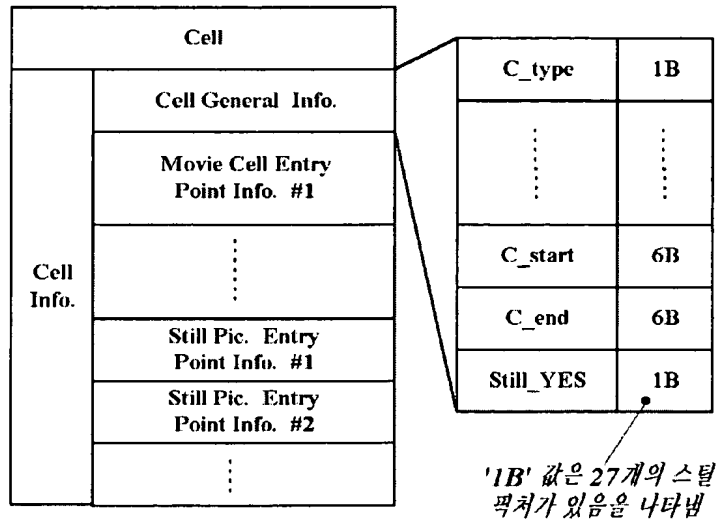 Cell
Cell General Info.
Movie Cell Entry
Point Info. #1
Cell
Info.
Still Pic. Entry
Point Info. #1
Still Pic. Entry
Point Info. #2
C_type 1B
C_start 6B
C_end 6B
Still_YES 1B
'1B' 값은 27개의 스틸
픽처가 있음을 나타냄